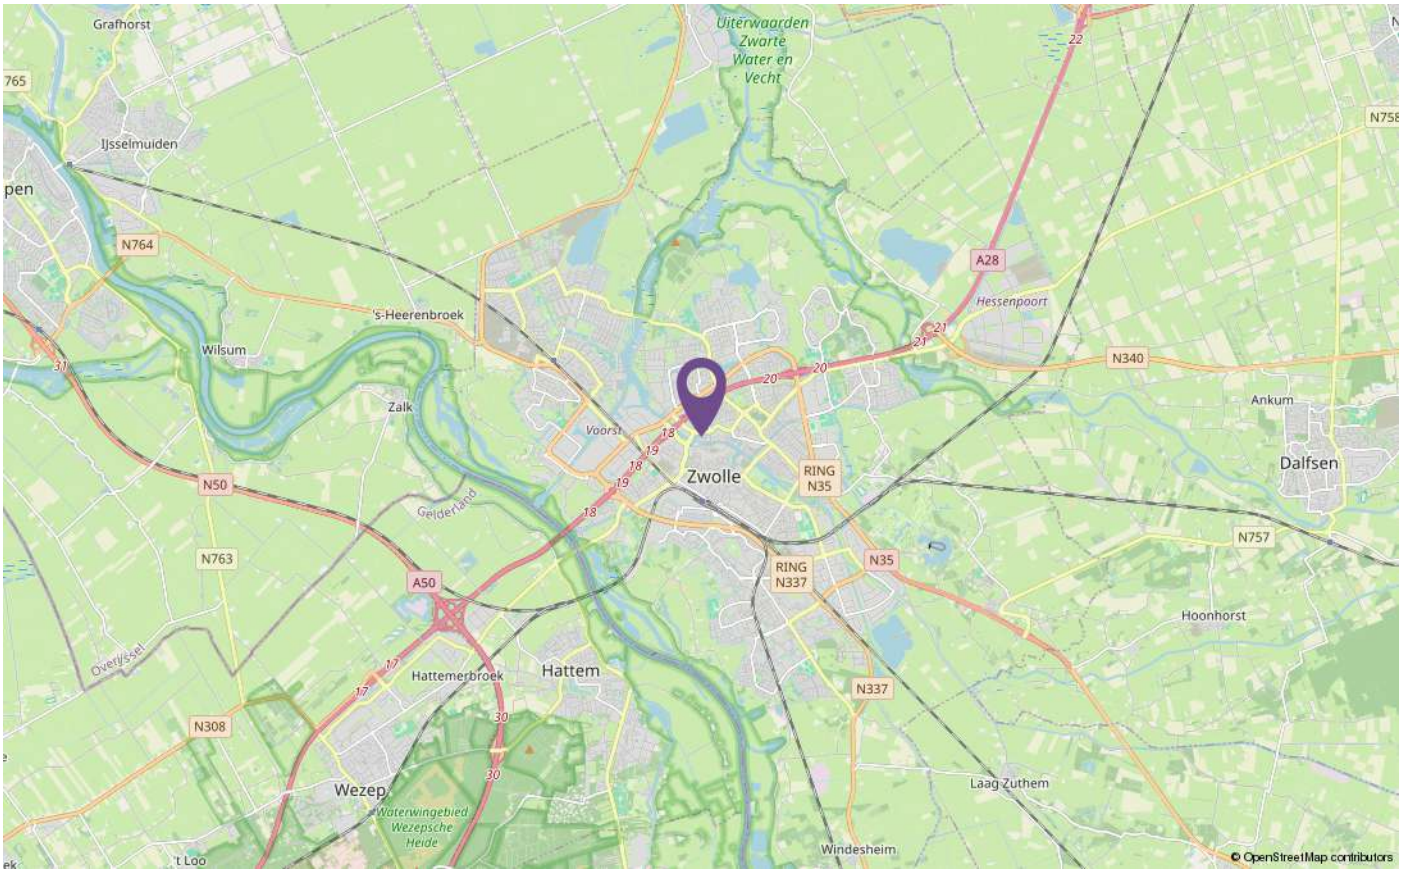 Grafhorst
Uiterwaarden
Zwarte
Water en
Vecht
22
765
N758
IJsselmuiden
pen
N764
A28
Hessenpoort
's-Heerenbroek
21
21
Wilsum
31
N340
20
20
Zalk
Ankum
Voorst
18
19
18
Dalfsen
RING
N35
Zwolle
N50
19
Gelderland
18
N757
N763
N35
RING
N337
A50
Hoonhorst
Overijssel
17
Hattem
Hattemerbroek
17
N337
30
N308
30
Laag Zuthem
Wezep
Waterwingebied
Wezepsche
Heide
Windesheim
't Loo
ek
© OpenStreetMap contributors